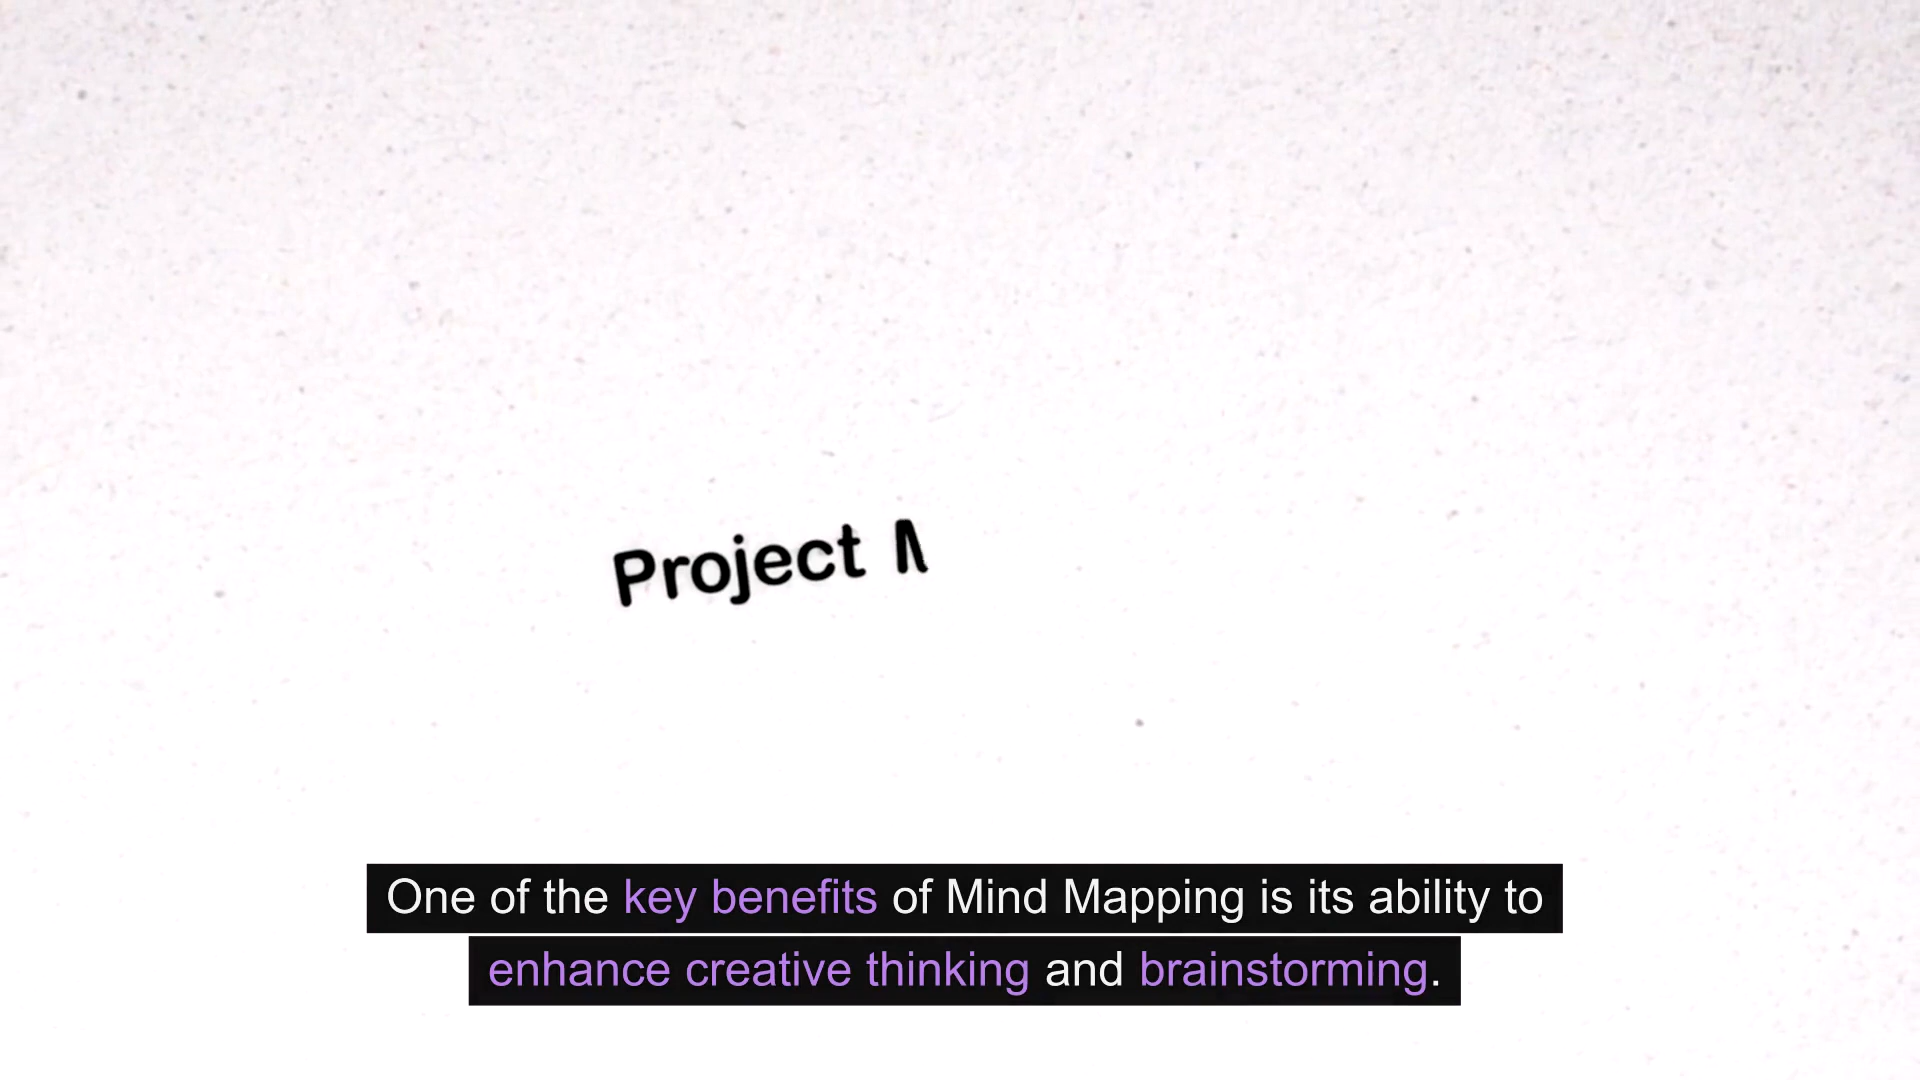 Project M
One of the key benefits of Mind Mapping is its ability to
enhance creative thinking and brainstorming.